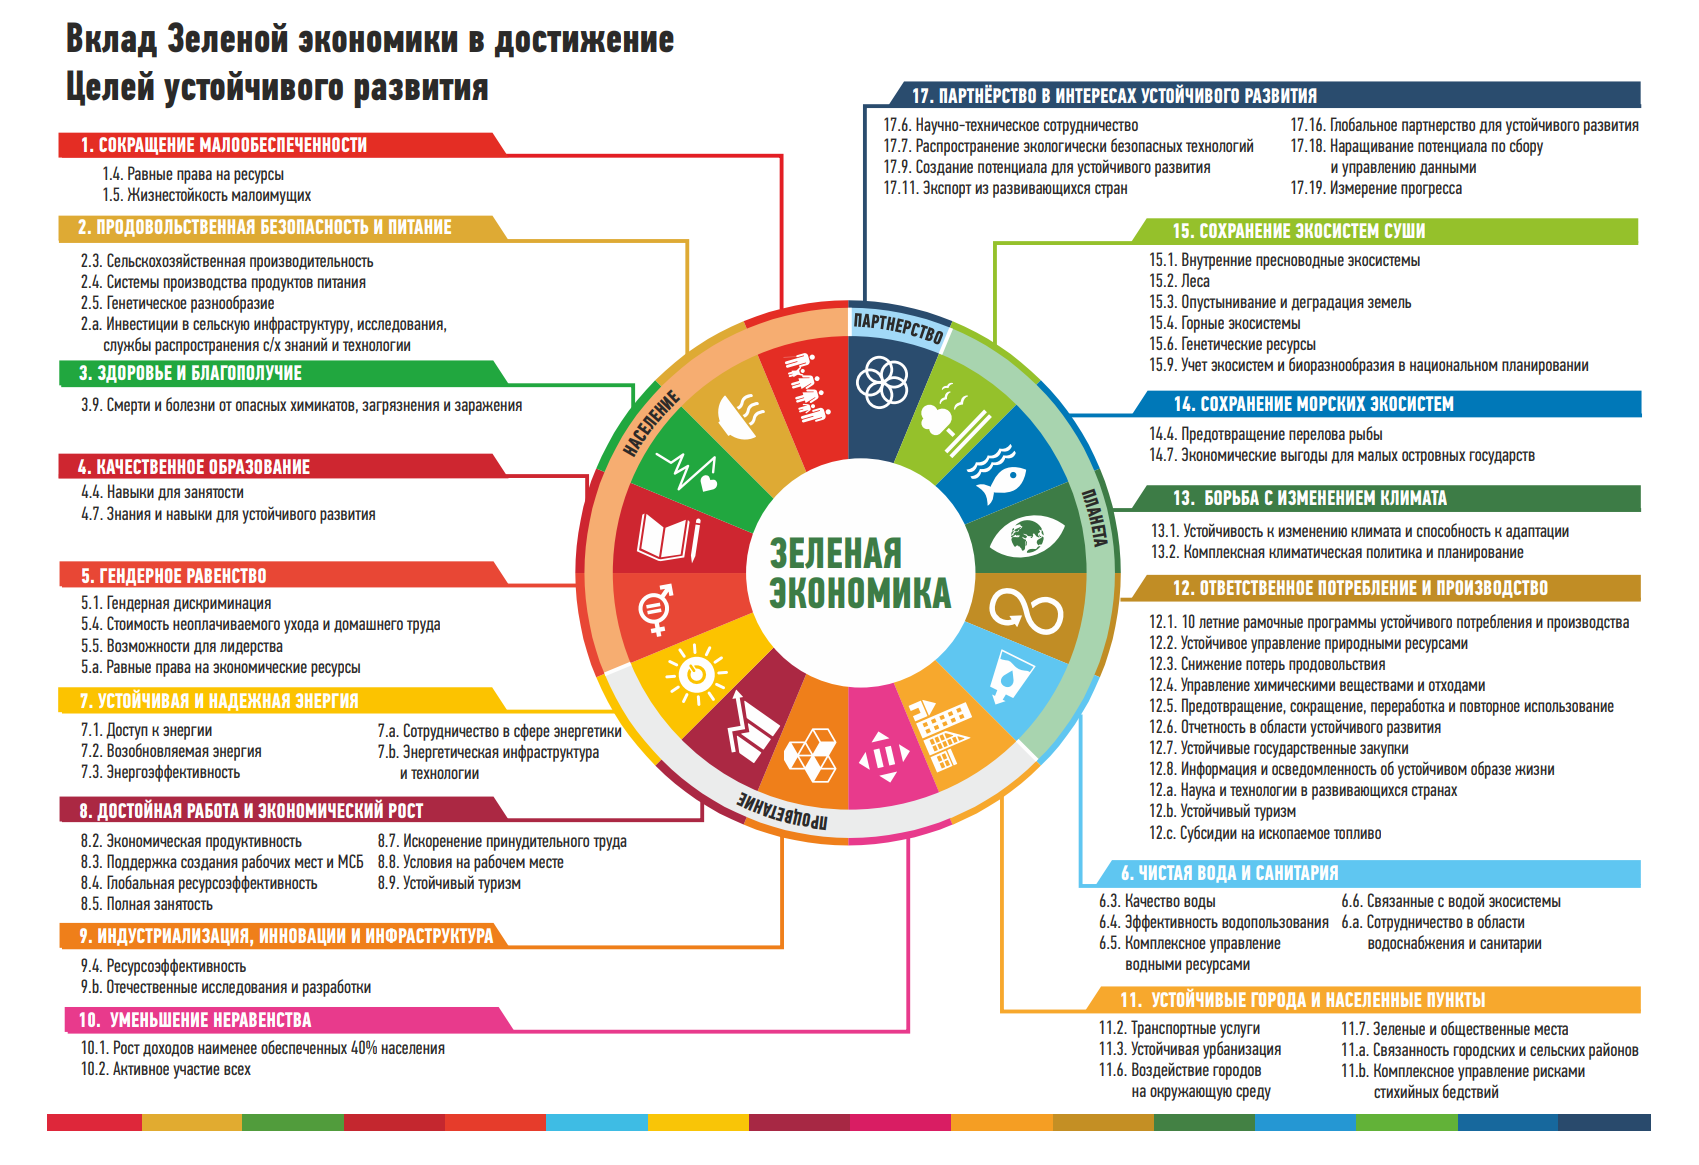 Вклад Зеленой экономики в достижение
Целей устойчивого развития
1. СОКРАЩЕНИЕ МАЛООБЕСПЕЧЕННОСТИ
1.4. Равные права на ресурсы
1.5. Жизнестойкость малоимущих
2. ПРОДОВОЛЬСТВЕННАЯ БЕЗОПАСНОСТЬ И ПИТАНИЕ
2.3. Сельскохозяйственная производительность
2.4. Системы производства продуктов питания
2.5. Генетическое разнообразие
2.a. Инвестиции в сельскую инфраструктуру, исследования,
службы распространения с/х знаний и технологии
3. ЗДОРОВЬЕ И БЛАГОПОЛУЧИЕ
3.9. Смерти и болезни от опасных химикатов, загрязнения и заражения
4. КАЧЕСТВЕННОЕ ОБРАЗОВАНИЕ
4.4. Навыки для занятости
4.7. Знания и навыки для устойчивого развития
5. ГЕНДЕРНОЕ РАВЕНСТВО
5.1. Гендерная дискриминация
5.4. Стоимость неоплачиваемого ухода и домашнего труда
5.5. Возможности для лидерства
5.a. Равные права на экономические ресурсы
7. УСТОЙЧИВАЯ И НАДЕЖНАЯ ЭНЕРГИЯ
7.1. Доступ к энергии
7.2. Возобновляемая энергия
7.3. Энергоэффективность
7.a. Сотрудничество в сфере энергетики
7.b. Энергетическая инфраструктура
и технологии
8. ДОСТОЙНАЯ РАБОТА И ЭКОНОМИЧЕСКИЙ РОСТ
8.2. Экономическая продуктивность
8.3. Поддержка создания рабочих мест и МСБ
8.4. Глобальная ресурсоэффективность
8.5. Полная занятость
8.7. Искоренение принудительного труда
8.8. Условия на рабочем месте
8.9. Устойчивый туризм
9. ИНДУСТРИАЛИЗАЦИЯ, ИННОВАЦИИ И ИНФРАСТРУКТУРА
9.4. Ресурсоэффективность
9.b. Отечественные исследования и разработки
10. УМЕНЬШЕНИЕ НЕРАВЕНСТВА
10.1. Рост доходов наименее обеспеченных 40% населения
10.2. Активное участие всех
НАСЕЛЕНИЕ
ПАРТНЕРСТВО
ПЛАНЕТА
ПРОЦВЕТАНИЕ
ЗЕЛЕНАЯ
ЭКОНОМИКА
17. ПАРТНЁРСТВО В ИНТЕРЕСАХ УСТОЙЧИВОГО РАЗВИТИЯ
17.6. Научно-техническое сотрудничество
17.7. Распространение экологически безопасных технологий
17.9. Создание потенциала для устойчивого развития
17.11. Экспорт из развивающихся стран
17.16. Глобальное партнерство для устойчивого развития
17.18. Наращивание потенциала по сбору
и управлению данными
17.19. Измерение прогресса
15. СОХРАНЕНИЕ ЭКОСИСТЕМ СУШИ
15.1. Внутренние пресноводные экосистемы
15.2. Леса
15.3. Опустынивание и деградация земель
15.4. Горные экосистемы
15.6. Генетические ресурсы
15.9. Учет экосистем и биоразнообразия в национальном планировании
14. СОХРАНЕНИЕ МОРСКИХ ЭКОСИСТЕМ
14.4. Предотвращение перелова рыбы
14.7. Экономические выгоды для малых островных государств
13. БОРЬБА С ИЗМЕНЕНИЕМ КЛИМАТА
13.1. Устойчивость к изменению климата и способность к адаптации
13.2. Комплексная климатическая политика и планирование
12. ОТВЕТСТВЕННОЕ ПОТРЕБЛЕНИЕ И ПРОИЗВОДСТВО
12.1. 10 летние рамочные программы устойчивого потребления и производства
12.2. Устойчивое управление природными ресурсами
12.3. Снижение потерь продовольствия
12.4. Управление химическими веществами и отходами
12.5. Предотвращение, сокращение, переработка и повторное использование
12.6. Отчетность в области устойчивого развития
12.7. Устойчивые государственные закупки
12.8. Информация и осведомленность об устойчивом образе жизни
12.a. Наука и технологии в развивающихся странах
12.b. Устойчивый туризм
12.c. Субсидии на ископаемое топливо
6. ЧИСТАЯ ВОДА И САНИТАРИЯ
6.3. Качество воды
6.4. Эффективность водопользования
6.5. Комплексное управление
водными ресурсами
6.6. Связанные с водой экосистемы
6.a. Сотрудничество в области
водоснабжения и санитарии
11. УСТОЙЧИВЫЕ ГОРОДА И НАСЕЛЕННЫЕ ПУНКТЫ
11.2. Транспортные услуги
11.3. Устойчивая урбанизация
11.6. Воздействие городов
на окружающую среду
11.7. Зеленые и общественные места
11.a. Связанность городских и сельских районов
11.b. Комплексное управление рисками
стихийных бедствий